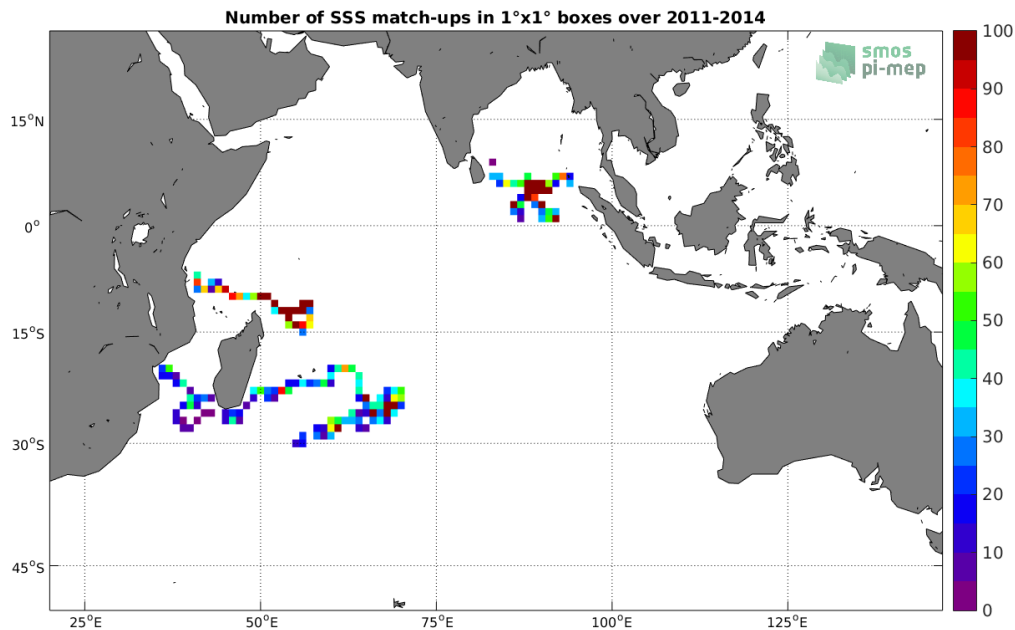 Number of SSS match-ups in 1°x1° boxes over 2011-2014
smos
pi-mep
100
90
80
70
60
50
40
30
20
10
0
15°N
0°
15°S
30°S
45°S
25°E
50°E
75°E
100°E
125°E